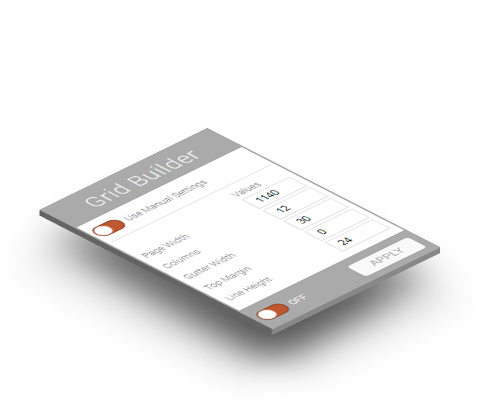 Grid Builder
Use Manual Settings
Values
Page Width 1140
Columns 12
Gutter Width 30
Top Margin 0
Line Height 24
OFF APPLY